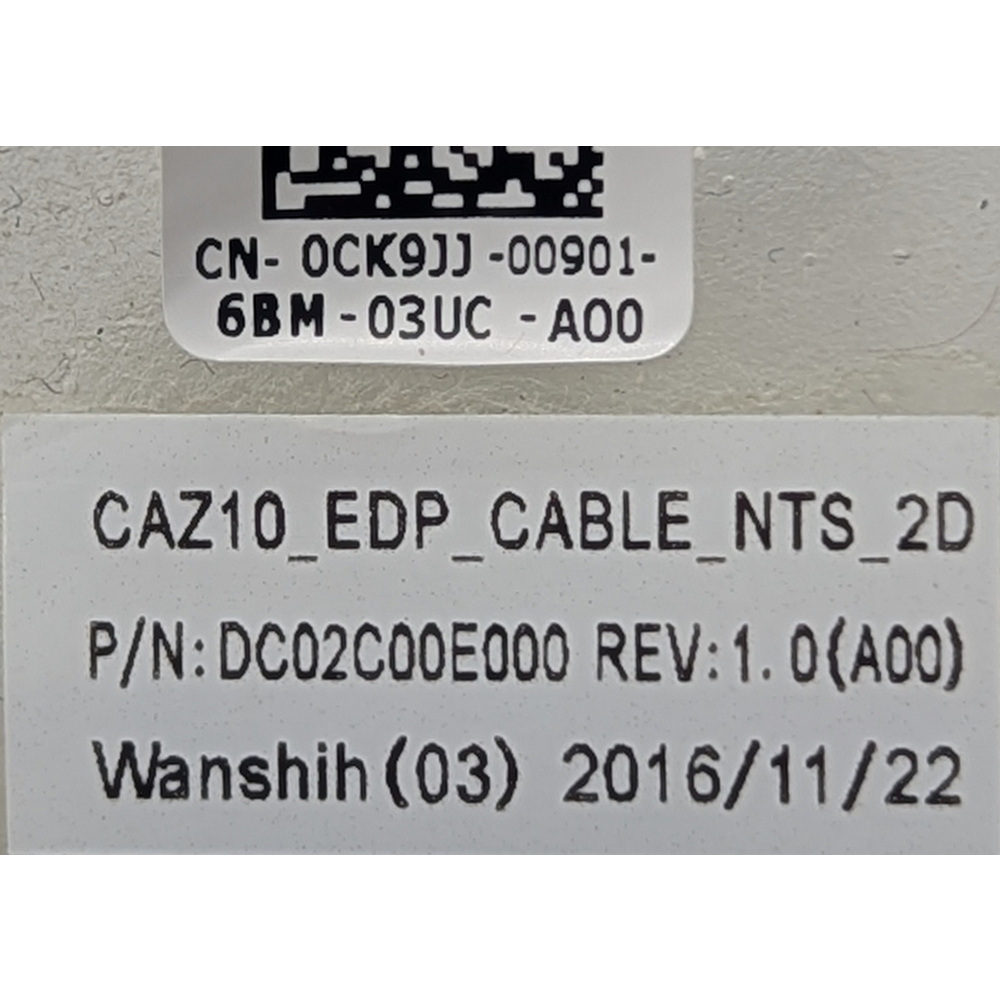 CN- 0CK9JJ -00901-
6BM -03UC - A00
CAZ10_EDP_CABLE_NTS_2D
P/N:DC02C00E000 REV:1.0(A00)
Wanshih(03) 2016/11/22